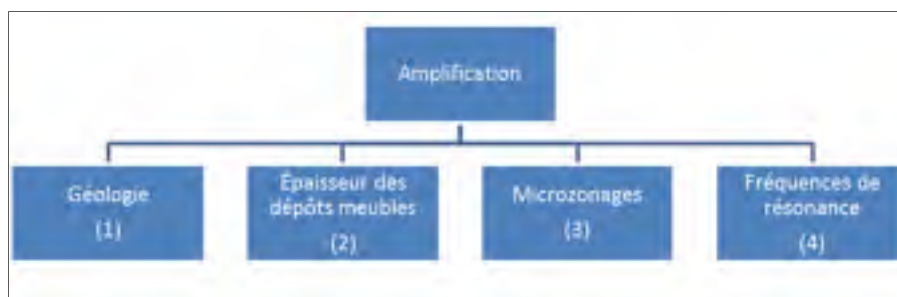 Amplification
Géologie
(1)
Épaisseur des
dépôts meubles
(2)
Microzonages
(3)
Fréquences de
résonance
(4)